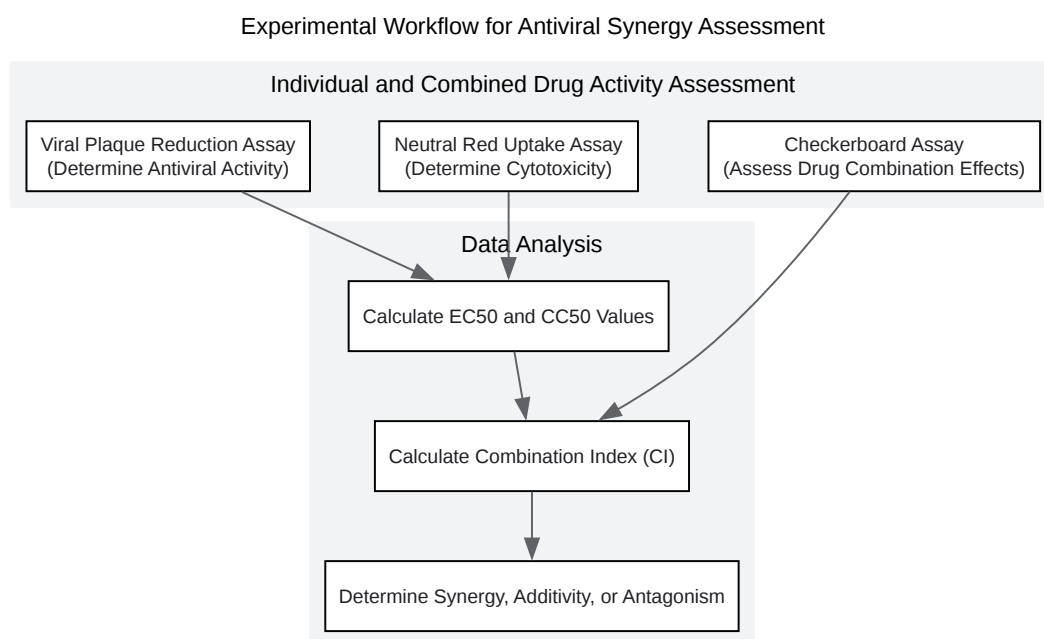 Experimental Workflow for Antiviral Synergy Assessment
Individual and Combined Drug Activity Assessment
Viral Plaque Reduction Assay
(Determine Antiviral Activity)
Neutral Red Uptake Assay
(Determine Cytotoxicity)
Checkerboard Assay
(Assess Drug Combination Effects)
Data Analysis
Calculate EC50 and CC50 Values
Calculate Combination Index (CI)
Determine Synergy, Additivity, or Antagonism